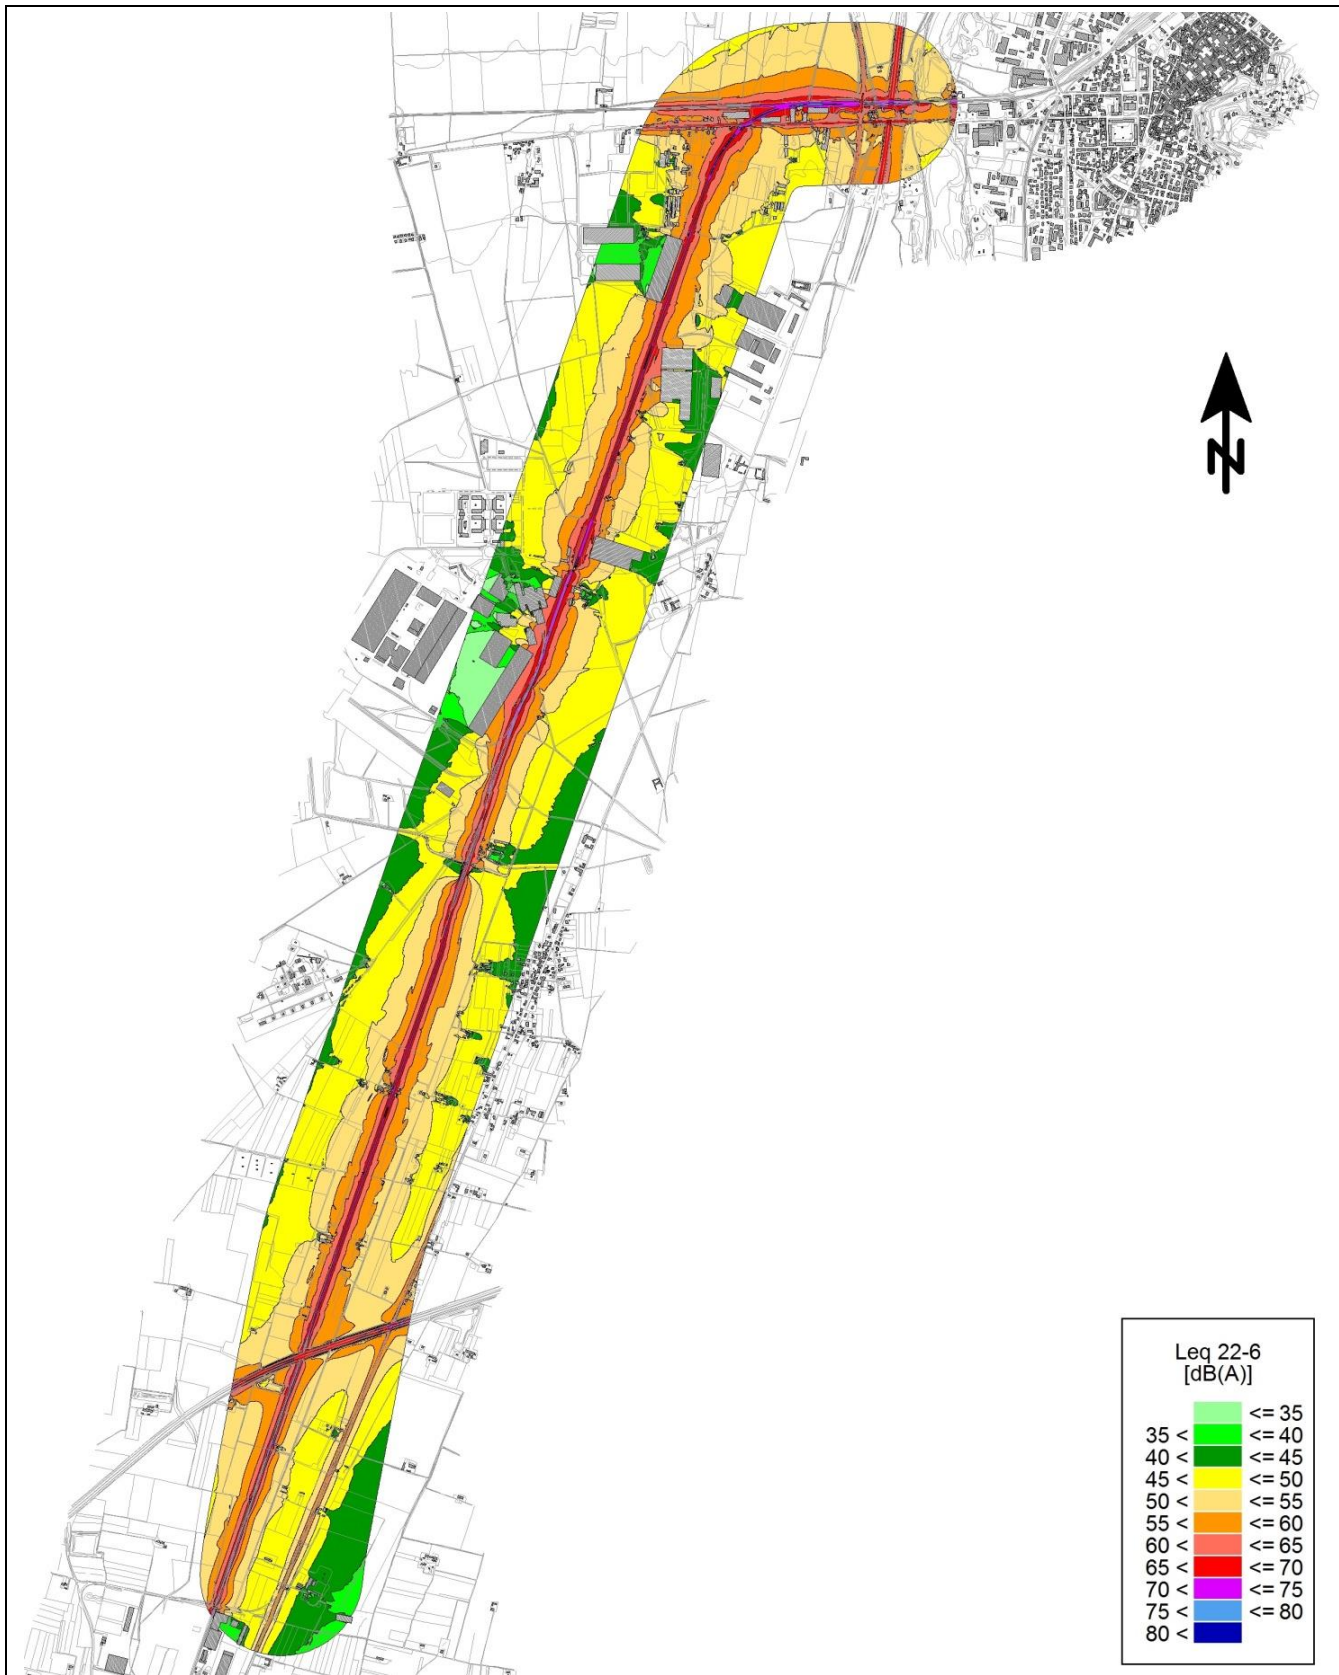 N
Leq 22-6
[dB(A)]
<= 35
35 < <= 40
40 < <= 45
45 < <= 50
50 < <= 55
55 < <= 60
60 < <= 65
65 < <= 70
70 < <= 75
75 < <= 80
80 <